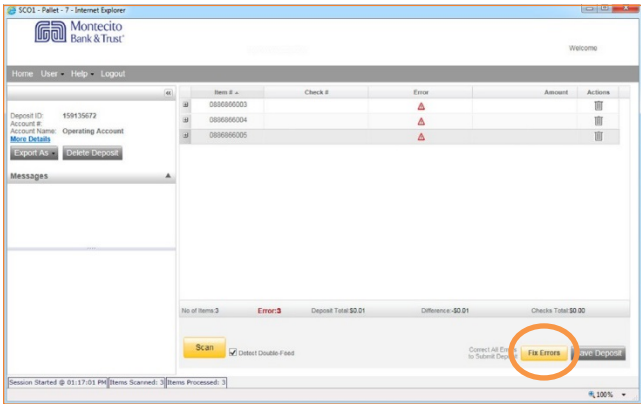 SCO1 - Pallet - 7 - Internet Explorer
Montecito
Bank & Trust
Welcome
Home User Help Logout
Item # Check # Error Amount Actions
0886866003
0886866004
0886866005
Deposit ID: 159135672
Account #:
Account Name: Operating Account
More Details
Export As Delete Deposit
Messages
No of Items:3 Error:3 Deposit Total:$0.01 Difference:-$0.01 Checks Total:$0.00
Scan Detect Double-Feed
Correct All Errors
to Submit Deposit
Fix Errors ave Deposit
Session Started @ 01:17:01 PM Items Scanned: 3 Items Processed: 3
100%